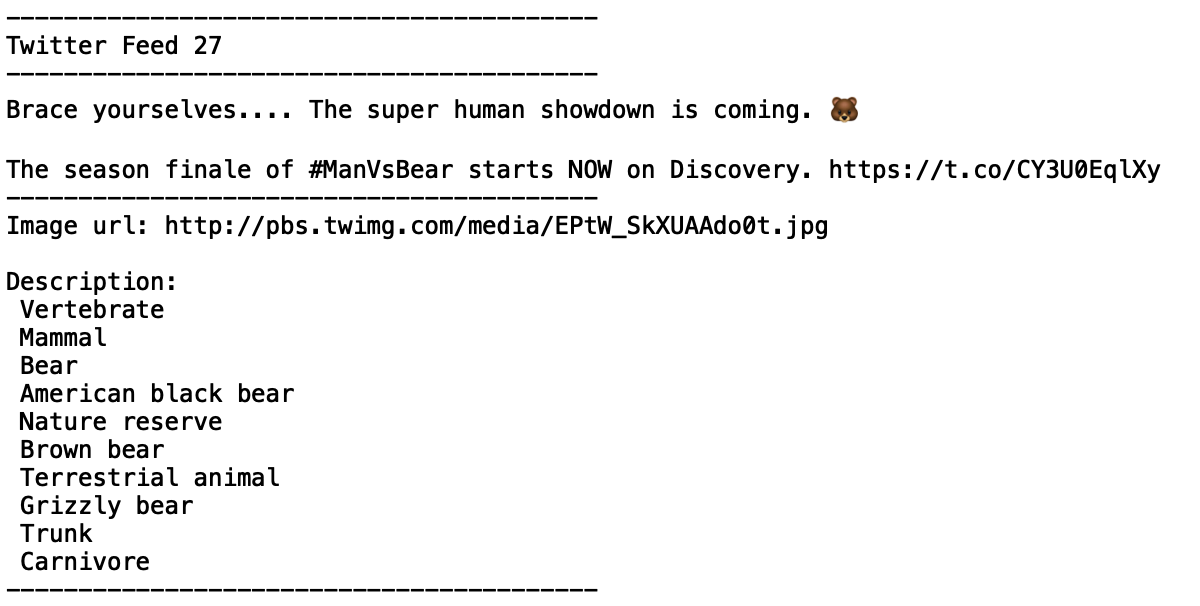 -----------------------------------------
Twitter Feed 27
-----------------------------------------
Brace yourselves.... The super human showdown is coming. 🐻
The season finale of #ManVsBear starts NOW on Discovery. https://t.co/CY3U0EqlXy
-----------------------------------------
Image url: http://pbs.twimg.com/media/EPtW_SkXUAAdo0t.jpg
Description:
Vertebrate
Mammal
Bear
American black bear
Nature reserve
Brown bear
Terrestrial animal
Grizzly bear
Trunk
Carnivore
-----------------------------------------